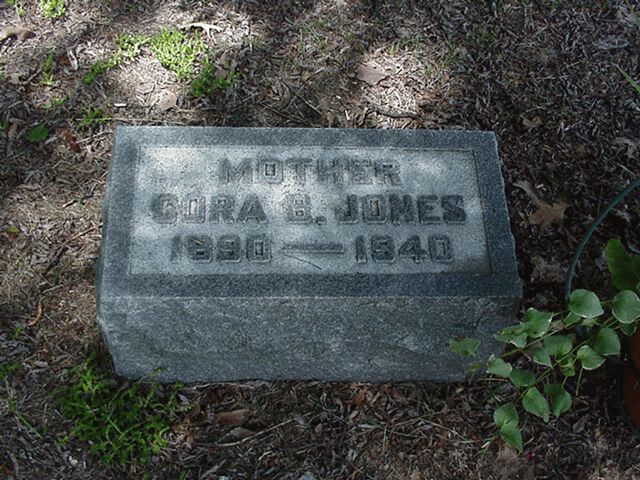 MOTHER
CORA B. JONES
1890 — 1940